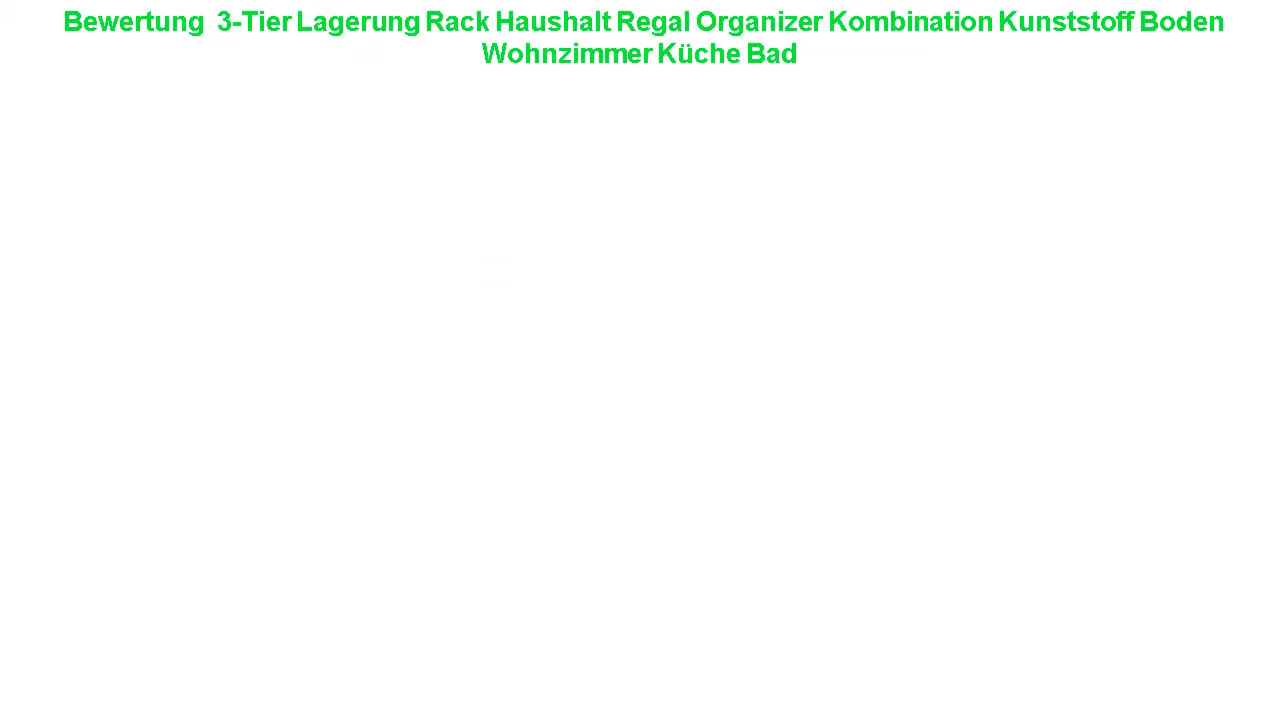 Bewertung  3-Tier Lagerung Rack Haushalt Regal Organizer Kombination Kunststoff Boden
Wohnzimmer Küche Bad